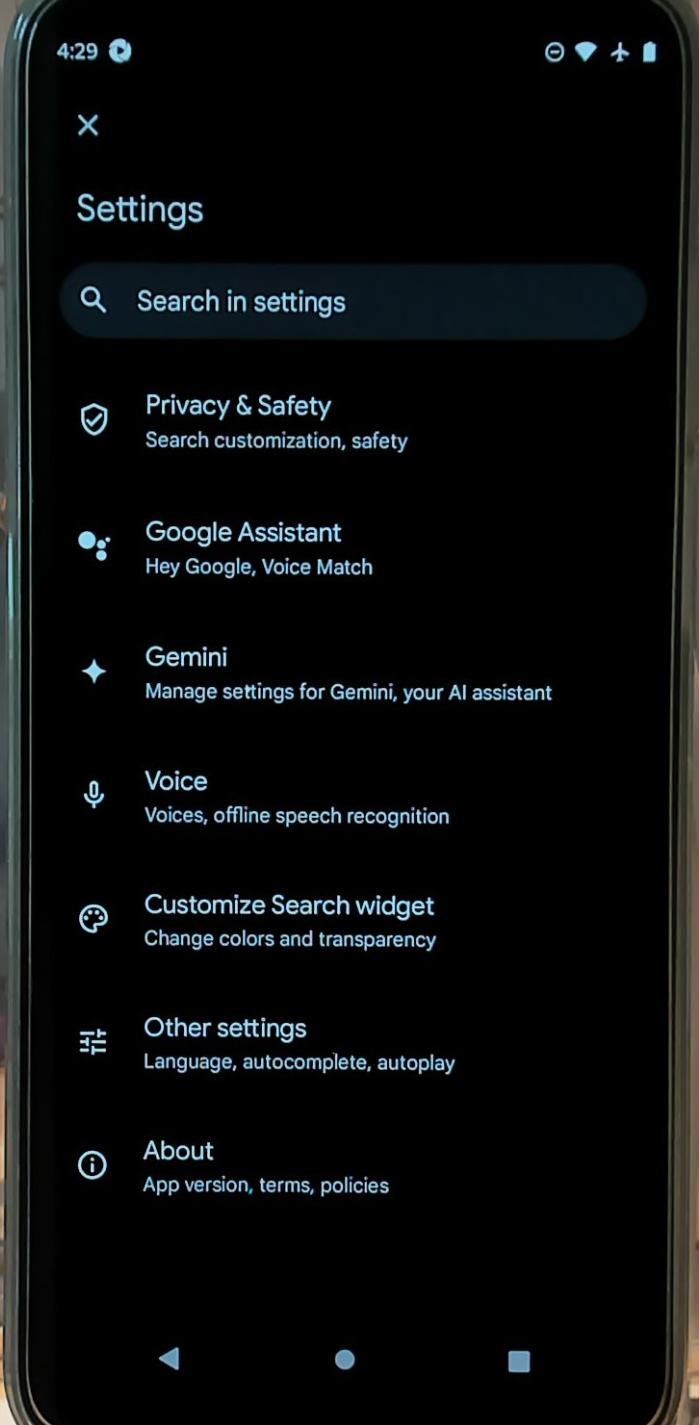 4:29
Settings
Search in settings
Privacy & Safety
Search customization, safety
Google Assistant
Hey Google, Voice Match
Gemini
Manage settings for Gemini, your AI assistant
Voice
Voices, offline speech recognition
Customize Search widget
Change colors and transparency
Other settings
Language, autocomplete, autoplay
About
App version, terms, policies